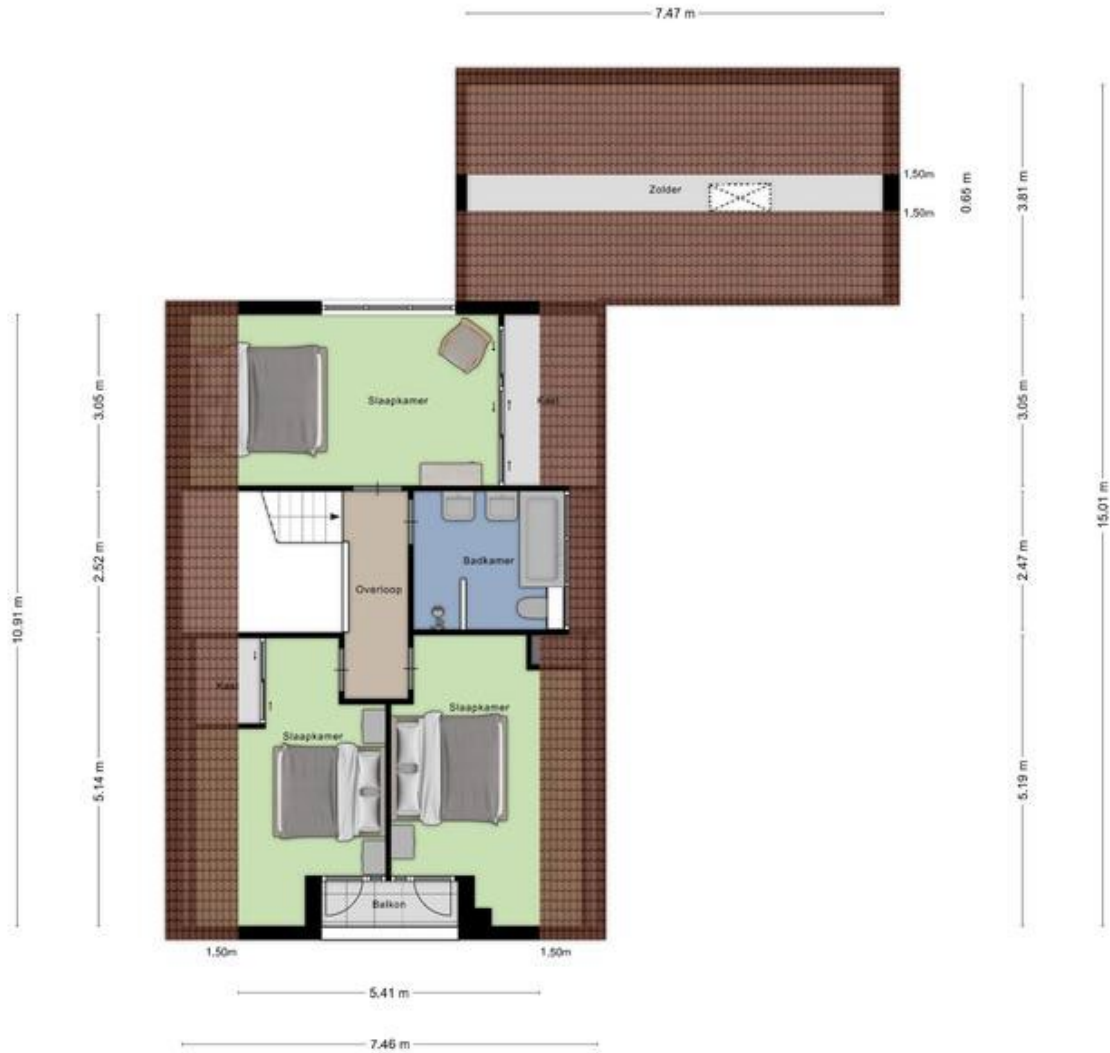 7.47 m
Zolder
1,50m
1,50m
0.65 m
3.81 m
15.01 m
Slaapkamer
Kast
3.05 m
3.05 m
10.91 m
2.52 m
Overloop
Badkamer
2.47 m
Kast
Slaapkamer
Slaapkamer
5.14 m
5.19 m
Balkon
1,50m
1,50m
5.41 m
7.46 m